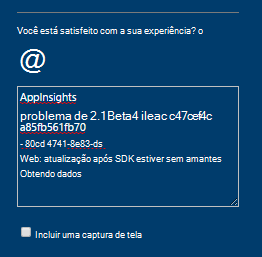 Você está satisfeito com a sua experiência? o
@
AppInsights
problema de 2.1Beta4 ileac c47cef4c
a85fb561fb70
- 80cd 4741-8e83-ds
Web: atualização após SDK estiver sem amantes
Obtendo dados
Incluir uma captura de tela